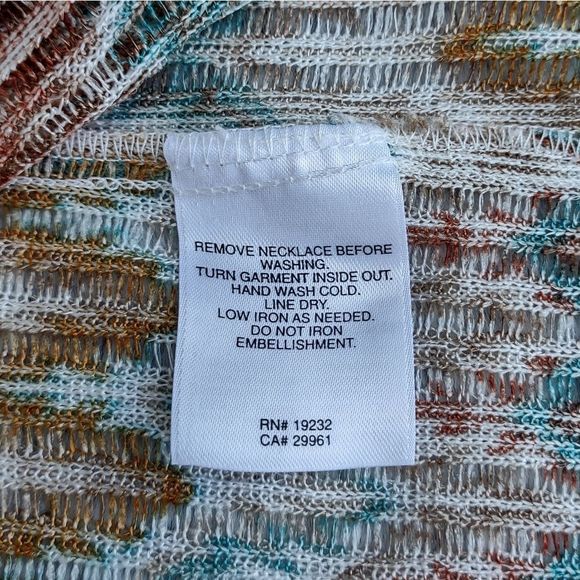 REMOVE NECKLACE BEFORE
WASHING.
TURN GARMENT INSIDE OUT.
HAND WASH COLD.
LINE DRY.
LOW IRON AS NEEDED.
DO NOT IRON
EMBELLISHMENT.
RN# 19232
CA# 29961